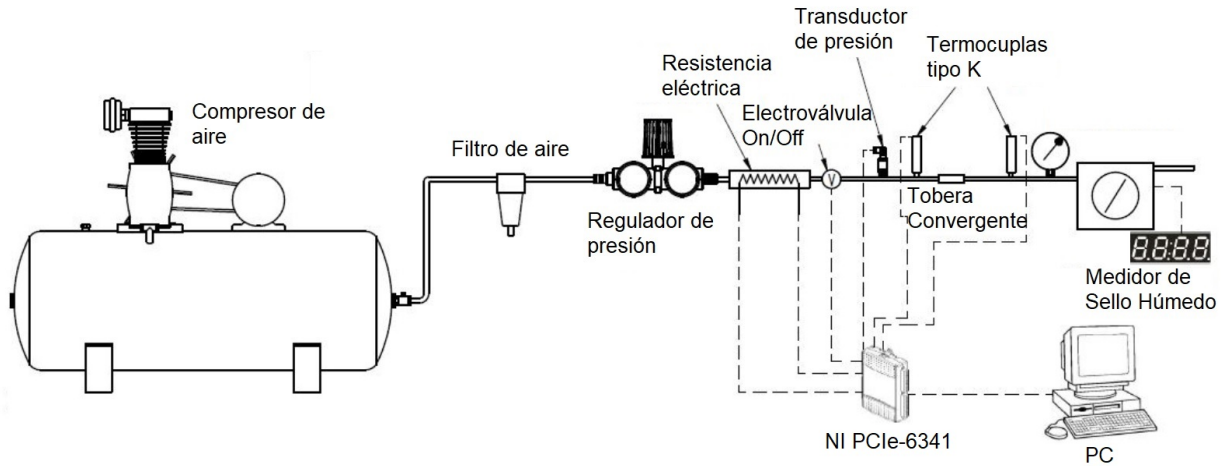 Transductor
de presión
Termocuplas
tipo K
Resistencia
eléctrica
Compresor de
aire
Electroválvula
On/Off
Filtro de aire
V
Tobera
Convergente
Regulador de
presión
8.8.8.8
Medidor de
Sello Húmedo
NI PCIe-6341
PC